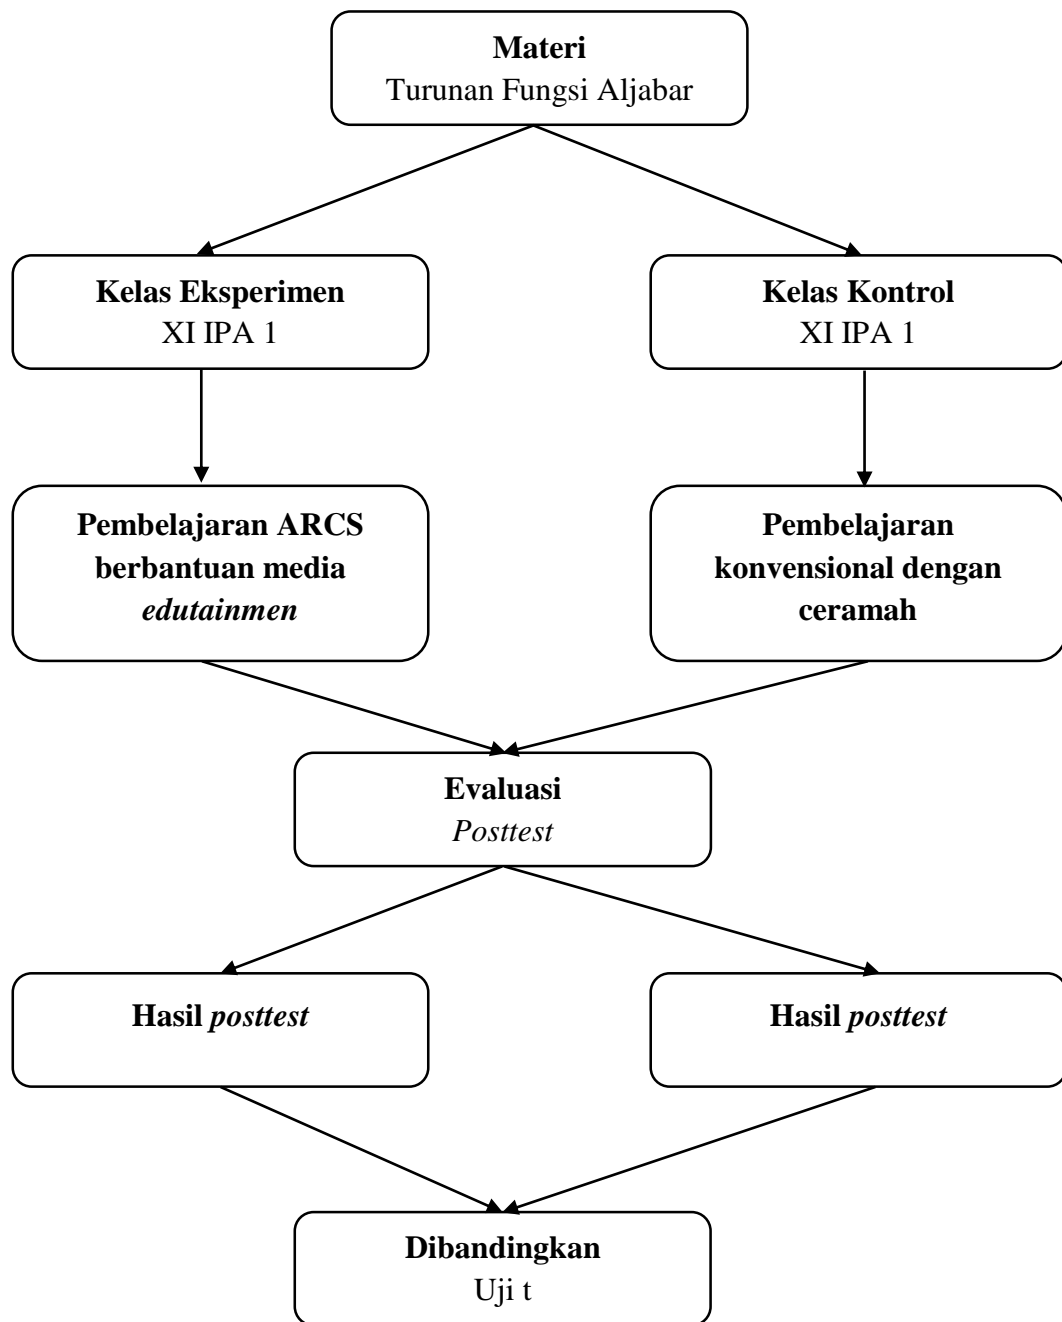 Materi
Turunan Fungsi Aljabar
Kelas Eksperimen
XI IPA 1
Kelas Kontrol
XI IPA 1
Pembelajaran ARCS
berbantuan media
edutainmen
Pembelajaran
konvensional dengan
ceramah
Evaluasi
Posttest
Hasil posttest
Hasil posttest
Dibandingkan
Uji t